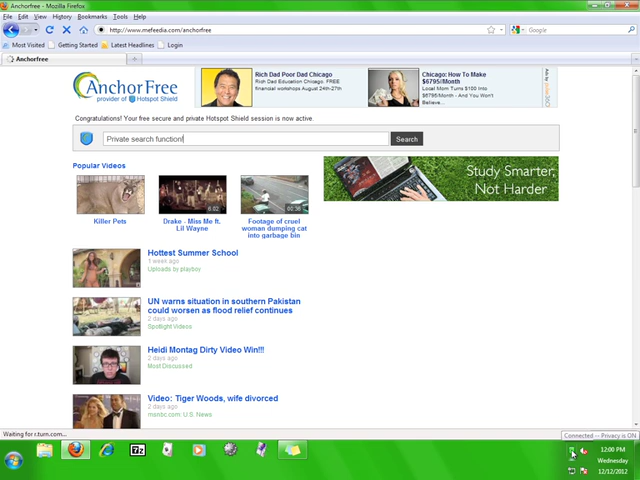 Anchorfree - Mozilla Firefox
File Edit View History Bookmarks Tools Help
http://www.mefeedia.com/anchorfree
Google
Most Visited Getting Started Latest Headlines Login
Anchorfree
AnchorFree
provider of Hotspot Shield
Rich Dad Poor Dad Chicago
Rich Dad Education Chicago. FREE
financial workshops August 24th-27th
Chicago: How To Make
$6795/Month
Local Mom Turns $100 Into
$6795/Month - And You Won't
Believe...
Congratulations! Your free secure and private Hotspot Shield session is now active.
Private search function!
Search
Popular Videos
6:02
00:38
Killer Pets
Drake - Miss Me ft.
Lil Wayne
Footage of cruel
woman dumping cat
into garbage bin
Study Smarter,
Not Harder
Hottest Summer School
1 week ago
Uploads by playboy
UN warns situation in southern Pakistan
could worsen as flood relief continues
2 days ago
Spotlight Videos
Heidi Montag Dirty Video Win!!!
2 days ago
Most Discussed
Video: Tiger Woods, wife divorced
2 days ago
msnbc.com: U.S. News
Waiting for r.turn.com...
Connected -- Privacy is ON
7z
12:00 PM
Wednesday
12/12/2012